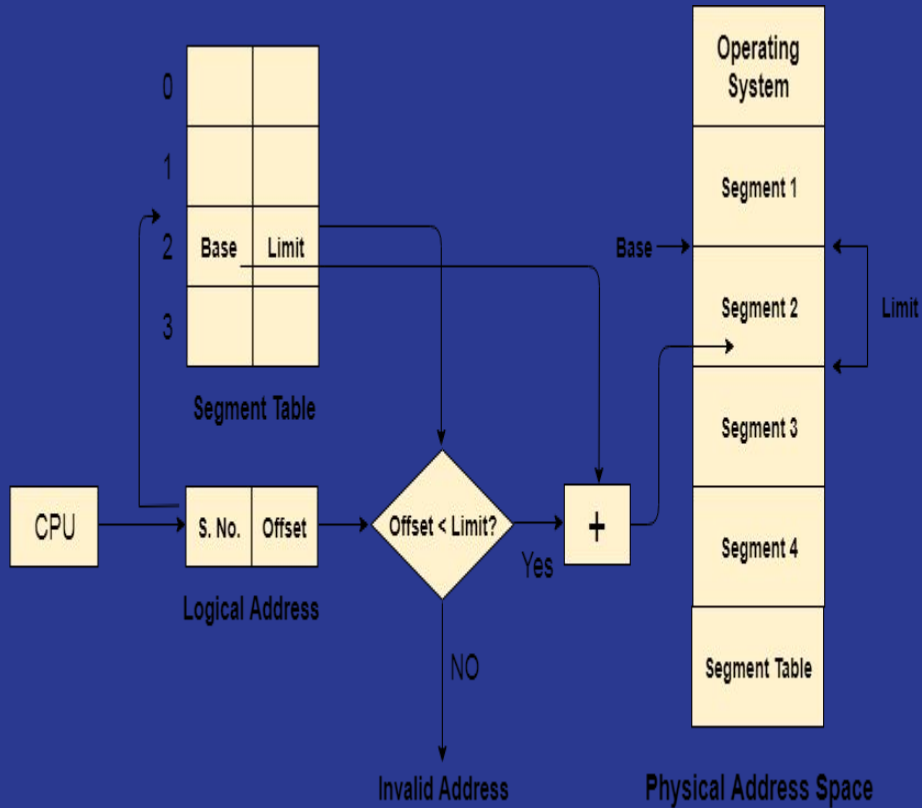 0
1
2
3
Base
Limit
Segment Table
CPU
S. No.
Offset
Logical Address
Offset < Limit?
Yes
+
NO
Invalid Address
Operating
System
Segment 1
Base
Segment 2
Limit
Segment 3
Segment 4
Segment Table
Physical Address Space